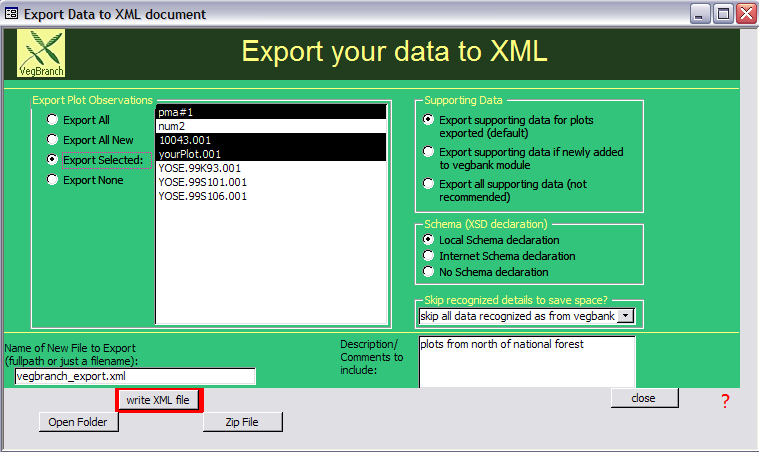 Export Data to XML document
VegBranch
Export your data to XML
Export Plot Observations
Export All
Export All New
Export Selected:
Export None
pma#1
num2
10043.001
yourPlot.001
YOSE.99K93.001
YOSE.99S101.001
YOSE.99S106.001
Supporting Data
Export supporting data for plots
exported (default)
Export supporting data if newly added
to vegbank module
Export all supporting data (not
recommended)
Schema (XSD declaration)
Local Schema declaration
Internet Schema declaration
No Schema declaration
Skip recognized details to save space?
skip all data recognized as from vegbank
Name of New File to Export
(fullpath or just a filename):
vegbranch_export.xml
Description/
Comments to
include:
plots from north of national forest
write XML file
close
?
Open Folder
Zip File